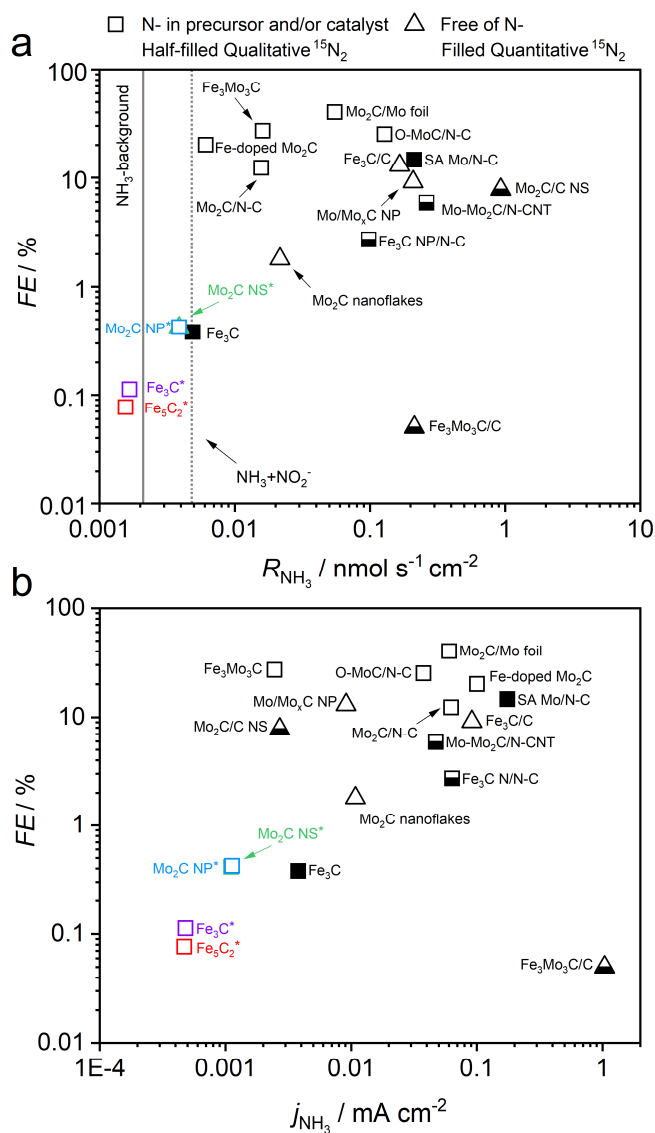 N- in precursor and/or catalyst
Half-filled Qualitative ¹⁵N₂
Free of N-
Filled Quantitative ¹⁵N₂
a
100
10
1
0.1
0.01
FE / %
NH₃-background
Fe₃Mo₃C
Mo₂C/Mo foil
O-MoC/N-C
Fe-doped Mo₂C
Fe₃C/C
SA Mo/N-C
Mo₂C/N-C
Mo₂C/C NS
Mo/MoₓC NP
Mo-Mo₂C/N-CNT
Fe₃C NP/N-C
Mo₂C nanoflakes
Mo₂C NS*
Mo₂C NP*
Fe₃C
Fe₃C*
Fe₅C₂*
Fe₃Mo₃C/C
NH₃+NO₂⁻
0.001 0.01 0.1 1 10
R_NH₃ / nmol s⁻¹ cm⁻²
b
100
10
1
0.1
0.01
FE / %
Mo₂C/Mo foil
Fe₃Mo₃C
O-MoC/N-C
Fe-doped Mo₂C
Mo/MoₓC NP
SA Mo/N-C
Mo₂C/C NS
Mo₂C/N-C
Fe₃C/C
Mo-Mo₂C/N-CNT
Fe₃C N/N-C
Mo₂C nanoflakes
Mo₂C NS*
Mo₂C NP*
Fe₃C
Fe₃C*
Fe₅C₂*
Fe₃Mo₃C/C
1E-4 0.001 0.01 0.1 1
j_NH₃ / mA cm⁻²